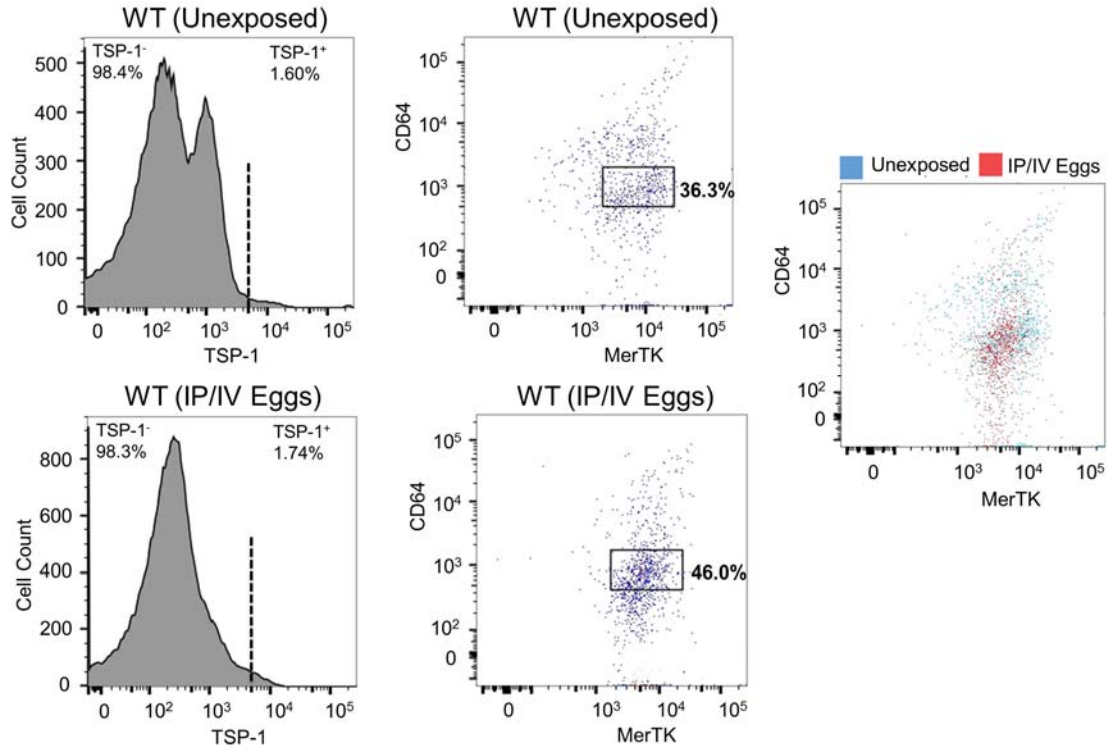 WT (Unexposed)
TSP-1⁻ TSP-1⁺
98.4% 1.60%
500
400
300
200
100
0
Cell Count
0 10² 10³ 10⁴ 10⁵
TSP-1
WT (Unexposed)
10⁵
10⁴
10³
10²
0
CD64
36.3%
0 10³ 10⁴ 10⁵
MerTK
WT (IP/IV Eggs)
TSP-1⁻ TSP-1⁺
98.3% 1.74%
800
600
400
200
0
Cell Count
0 10² 10³ 10⁴ 10⁵
TSP-1
WT (IP/IV Eggs)
10⁵
10⁴
10³
10²
0
CD64
46.0%
0 10³ 10⁴ 10⁵
MerTK
Unexposed IP/IV Eggs
10⁵
10⁴
10³
10²
0
CD64
0 10³ 10⁴ 10⁵
MerTK